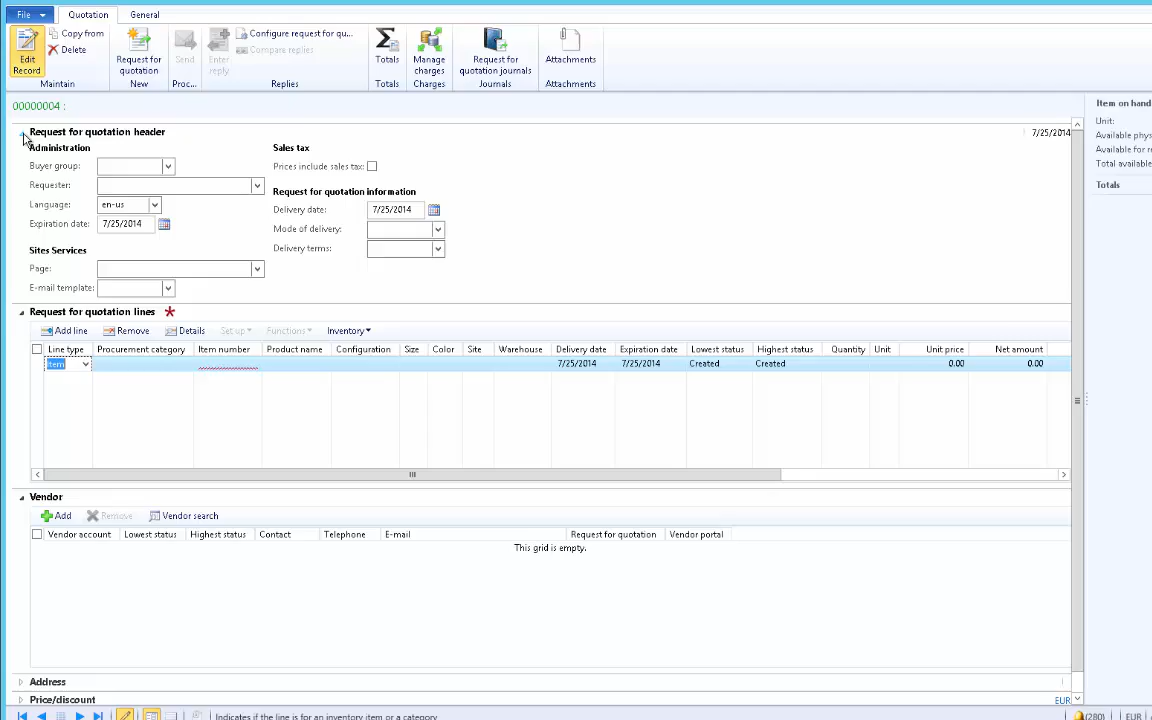 File Quotation General
Edit Record
Copy from
Delete
Maintain
Request for quotation
New
Send
Proc...
Enter reply
Configure request for qu...
Compare replies
Replies
Totals
Totals
Manage charges
Charges
Request for quotation journals
Journals
Attachments
Attachments
00000004 :
Request for quotation header 7/25/2014
Administration Sales tax
Buyer group: Prices include sales tax:
Requester: Request for quotation information
Language: en-us Delivery date: 7/25/2014
Expiration date: 7/25/2014 Mode of delivery:
Sites Services Delivery terms:
Page:
E-mail template:
Request for quotation lines *
Add line Remove Details Set up Functions Inventory
Line type Procurement category Item number Product name Configuration Size Color Site Warehouse Delivery date Expiration date Lowest status Highest status Quantity Unit Unit price Net amount
Item 7/25/2014 7/25/2014 Created Created 0.00 0.00
Vendor
Add Remove Vendor search
Vendor account Lowest status Highest status Contact Telephone E-mail Request for quotation Vendor portal
This grid is empty.
Address
Price/discount EUR
Indicates if the line is for an inventory item or a category (280) EUR
Item on hand
Unit:
Available phys
Available for re
Total available
Totals